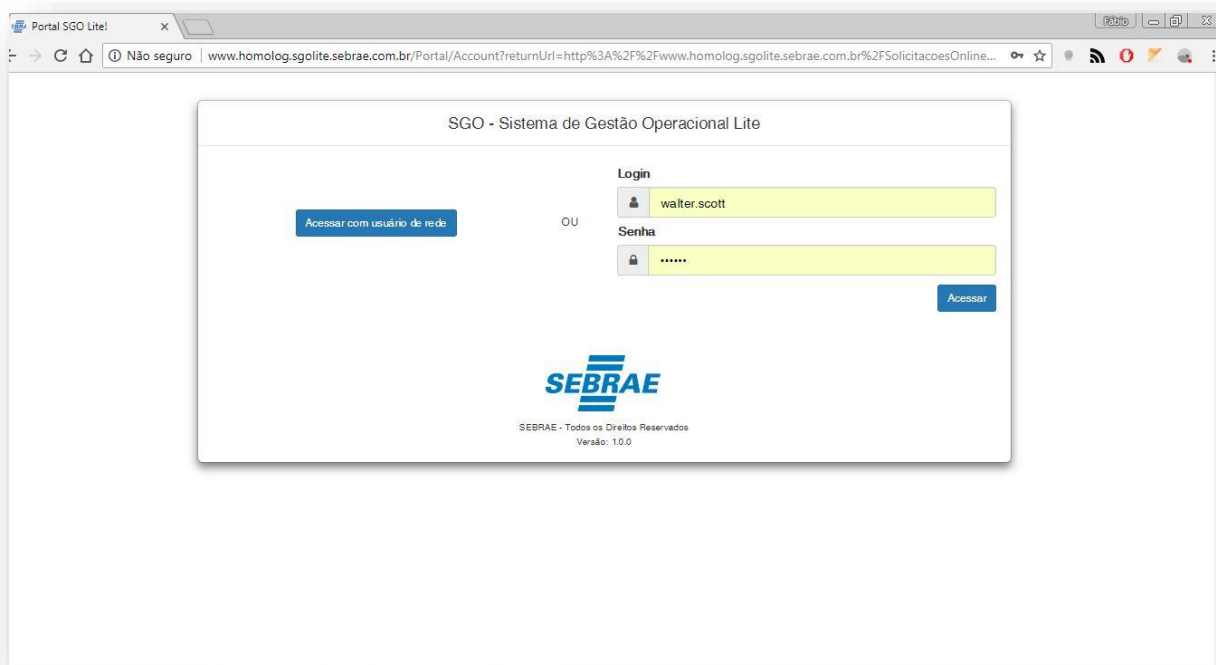 Portal SGO Lite!
Fábio
Não seguro | www.homolog.sgolite.sebrae.com.br/Portal/Account?returnUrl=http%3A%2F%2Fwww.homolog.sgolite.sebrae.com.br%2FSolicitacoesOnline...
SGO - Sistema de Gestão Operacional Lite
Acessar com usuário de rede
OU
Login
walter.scott
Senha
••••••
Acessar
SEBRAE
SEBRAE - Todos os Direitos Reservados
Versão: 1.0.0